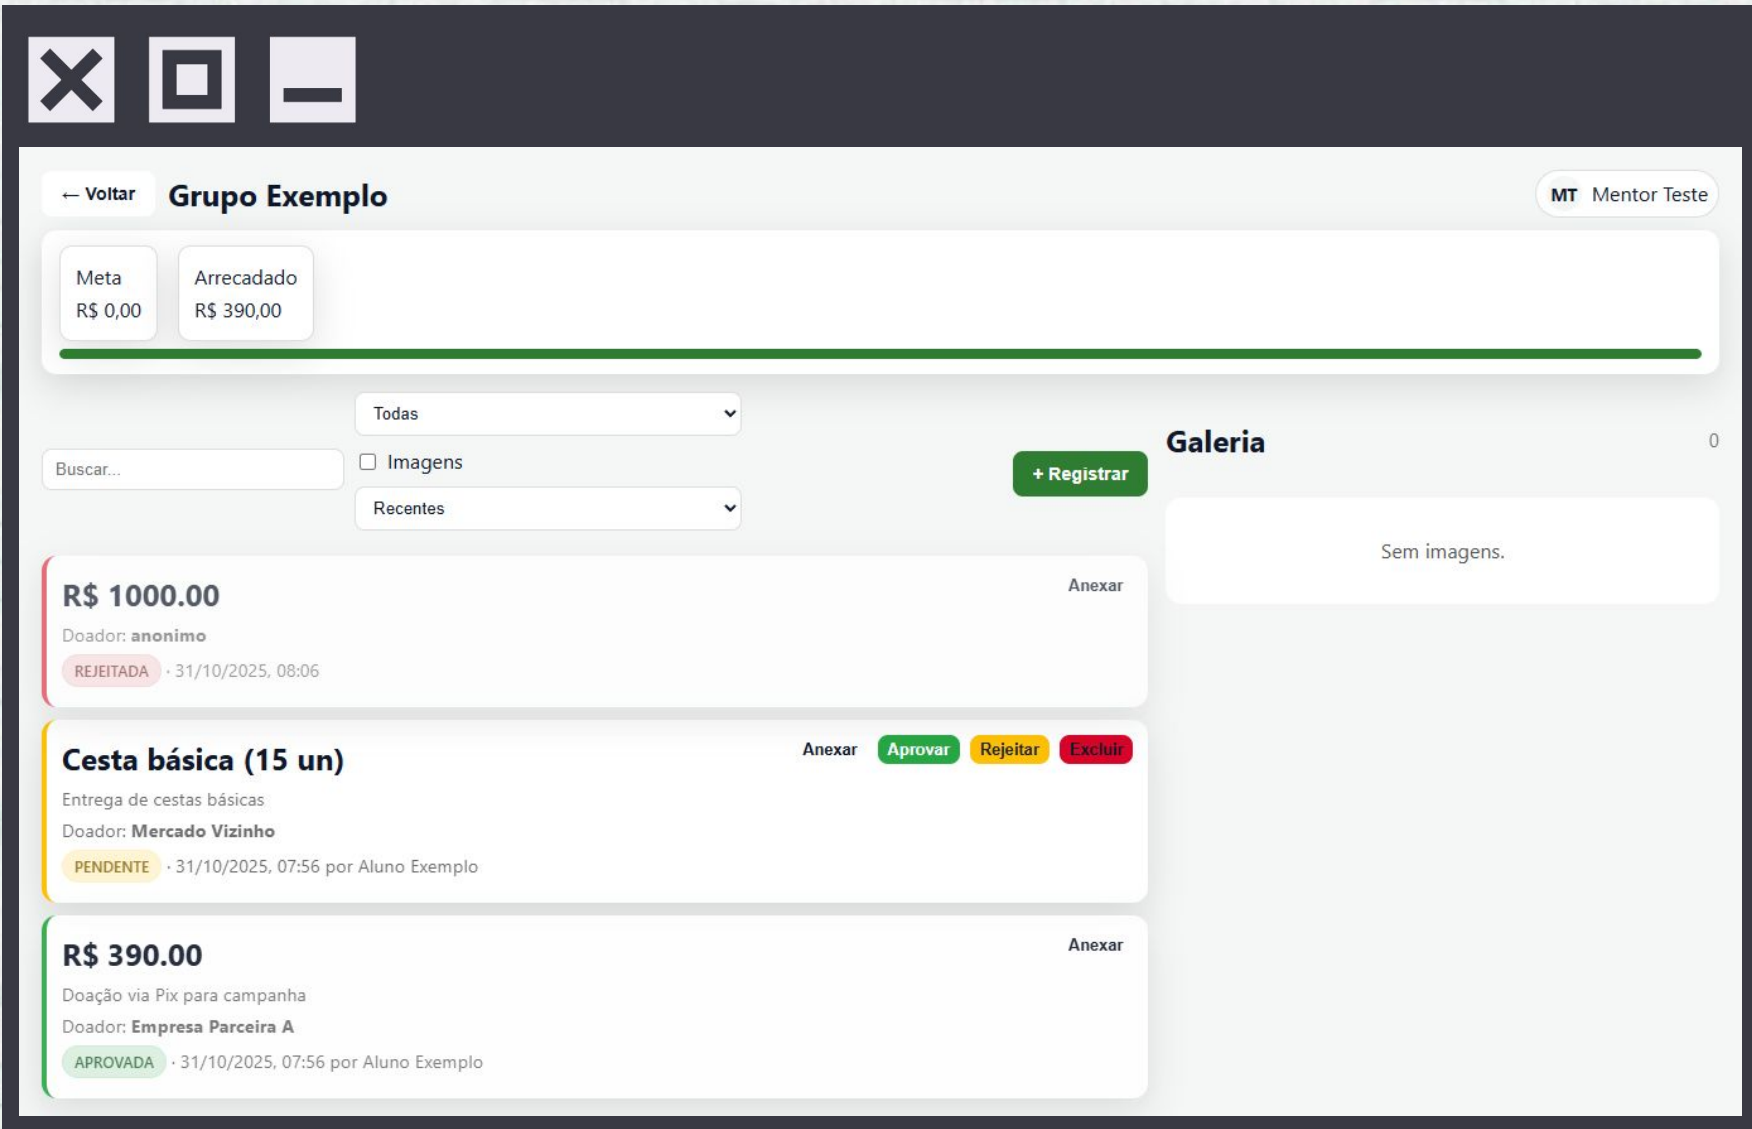 ← Voltar
Grupo Exemplo
MT Mentor Teste
Meta
R$ 0,00
Arrecadado
R$ 390,00
Buscar...
Todas
Imagens
Recentes
+ Registrar
R$ 1000.00
Anexar
Doador: anonimo
REJEITADA · 31/10/2025, 08:06
Cesta básica (15 un)
Anexar Aprovar Rejeitar Excluir
Entrega de cestas básicas
Doador: Mercado Vizinho
PENDENTE · 31/10/2025, 07:56 por Aluno Exemplo
R$ 390.00
Anexar
Doação via Pix para campanha
Doador: Empresa Parceira A
APROVADA · 31/10/2025, 07:56 por Aluno Exemplo
Galeria
0
Sem imagens.